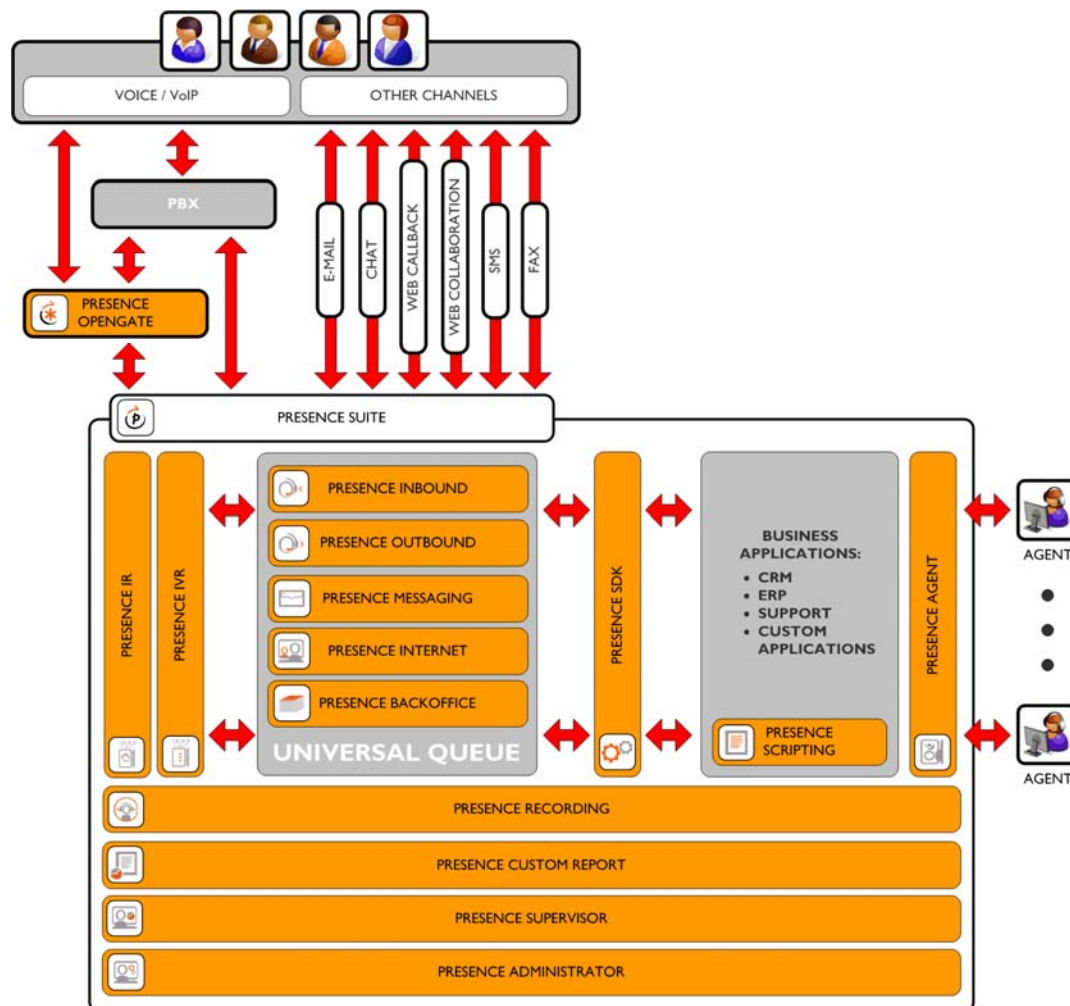 VOICE / VoIP
OTHER CHANNELS
PBX
E-MAIL
CHAT
WEB CALLBACK
WEB COLLABORATION
SMS
FAX
PRESENCE
OPENGATE
PRESENCE SUITE
PRESENCE IR
PRESENCE IVR
PRESENCE INBOUND
PRESENCE OUTBOUND
PRESENCE MESSAGING
PRESENCE INTERNET
PRESENCE BACKOFFICE
UNIVERSAL QUEUE
PRESENCE SDK
BUSINESS
APPLICATIONS:
• CRM
• ERP
• SUPPORT
• CUSTOM
APPLICATIONS
PRESENCE
SCRIPTING
PRESENCE AGENT
AGENT
AGENT
PRESENCE RECORDING
PRESENCE CUSTOM REPORT
PRESENCE SUPERVISOR
PRESENCE ADMINISTRATOR